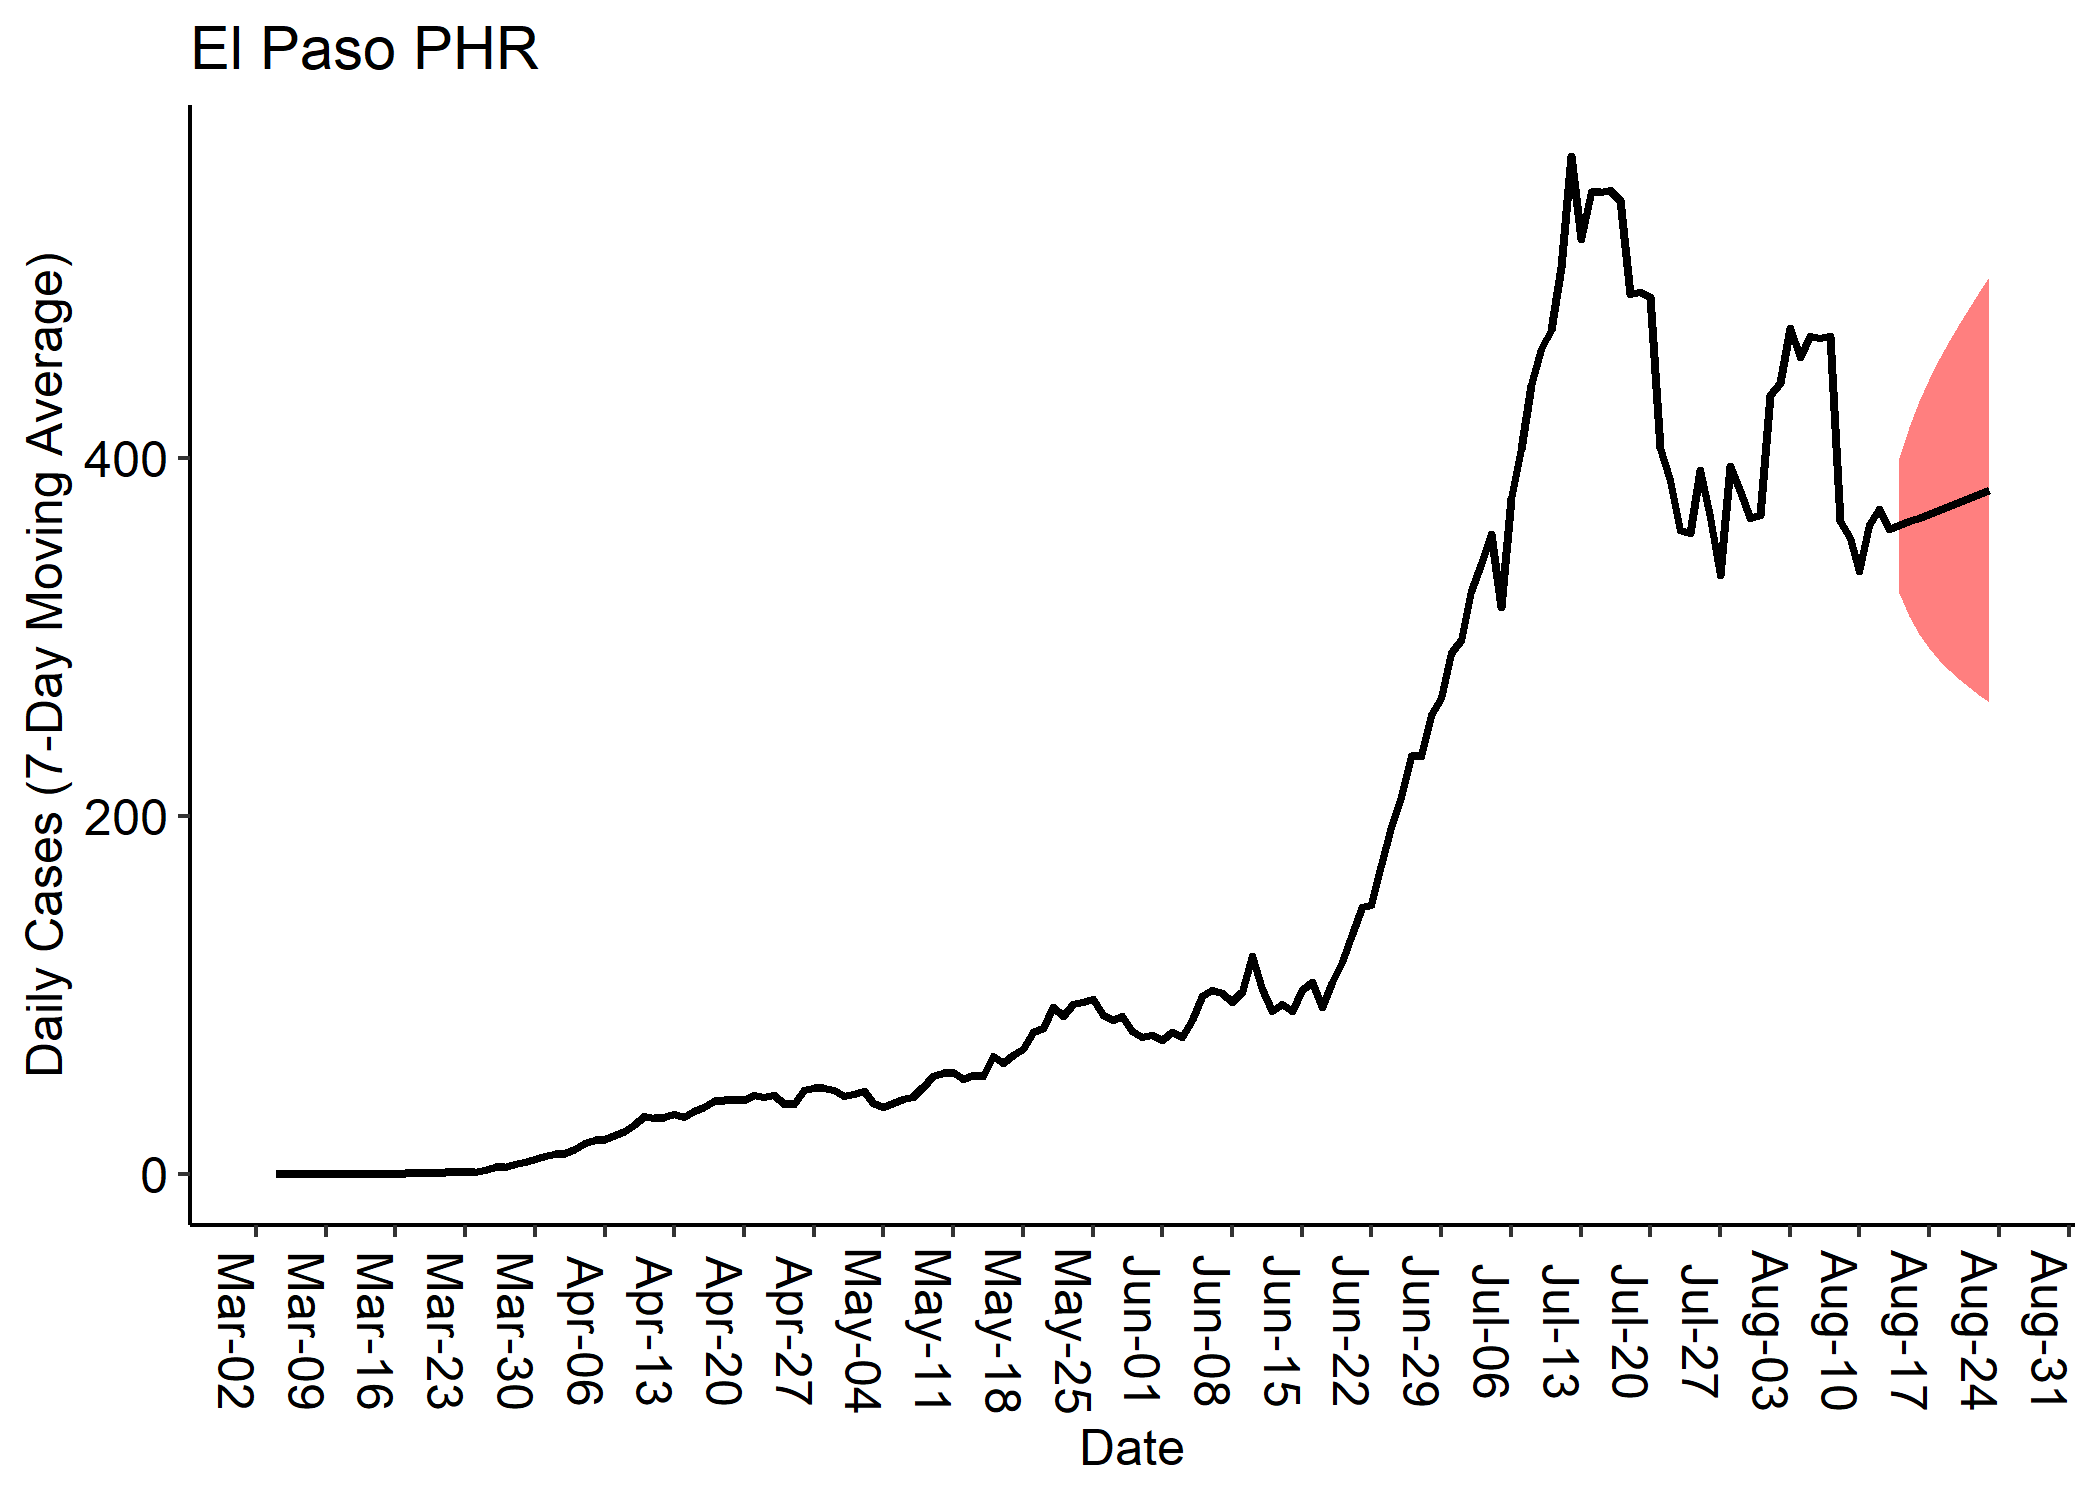 El Paso PHR
Daily Cases (7-Day Moving Average)
400
200
0
Mar-02
Mar-09
Mar-16
Mar-23
Mar-30
Apr-06
Apr-13
Apr-20
Apr-27
May-04
May-11
May-18
May-25
Jun-01
Jun-08
Jun-15
Jun-22
Jun-29
Jul-06
Jul-13
Jul-20
Jul-27
Aug-03
Aug-10
Aug-17
Aug-24
Aug-31
Date